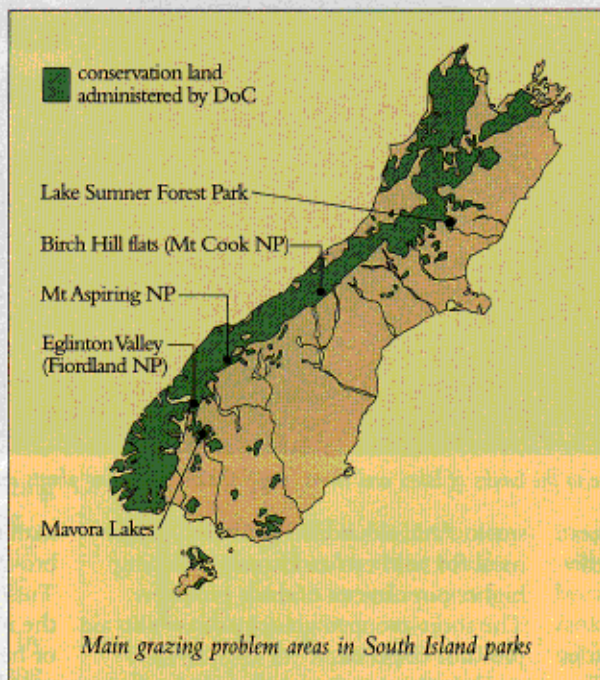 conservation land
administered by DoC
Lake Sumner Forest Park
Birch Hill flats (Mt Cook NP)
Mt Aspiring NP
Eglinton Valley
(Fiordland NP)
Mavora Lakes
Main grazing problem areas in South Island parks